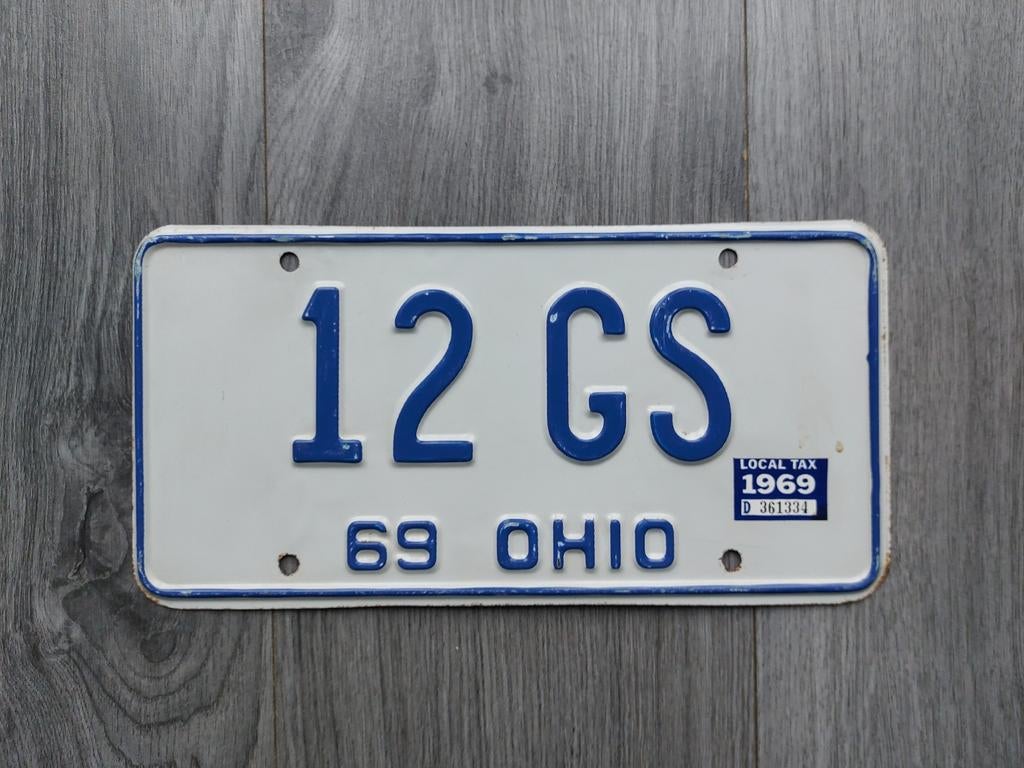 12 GS
LOCAL TAX
1969
D 361334
69 OHIO